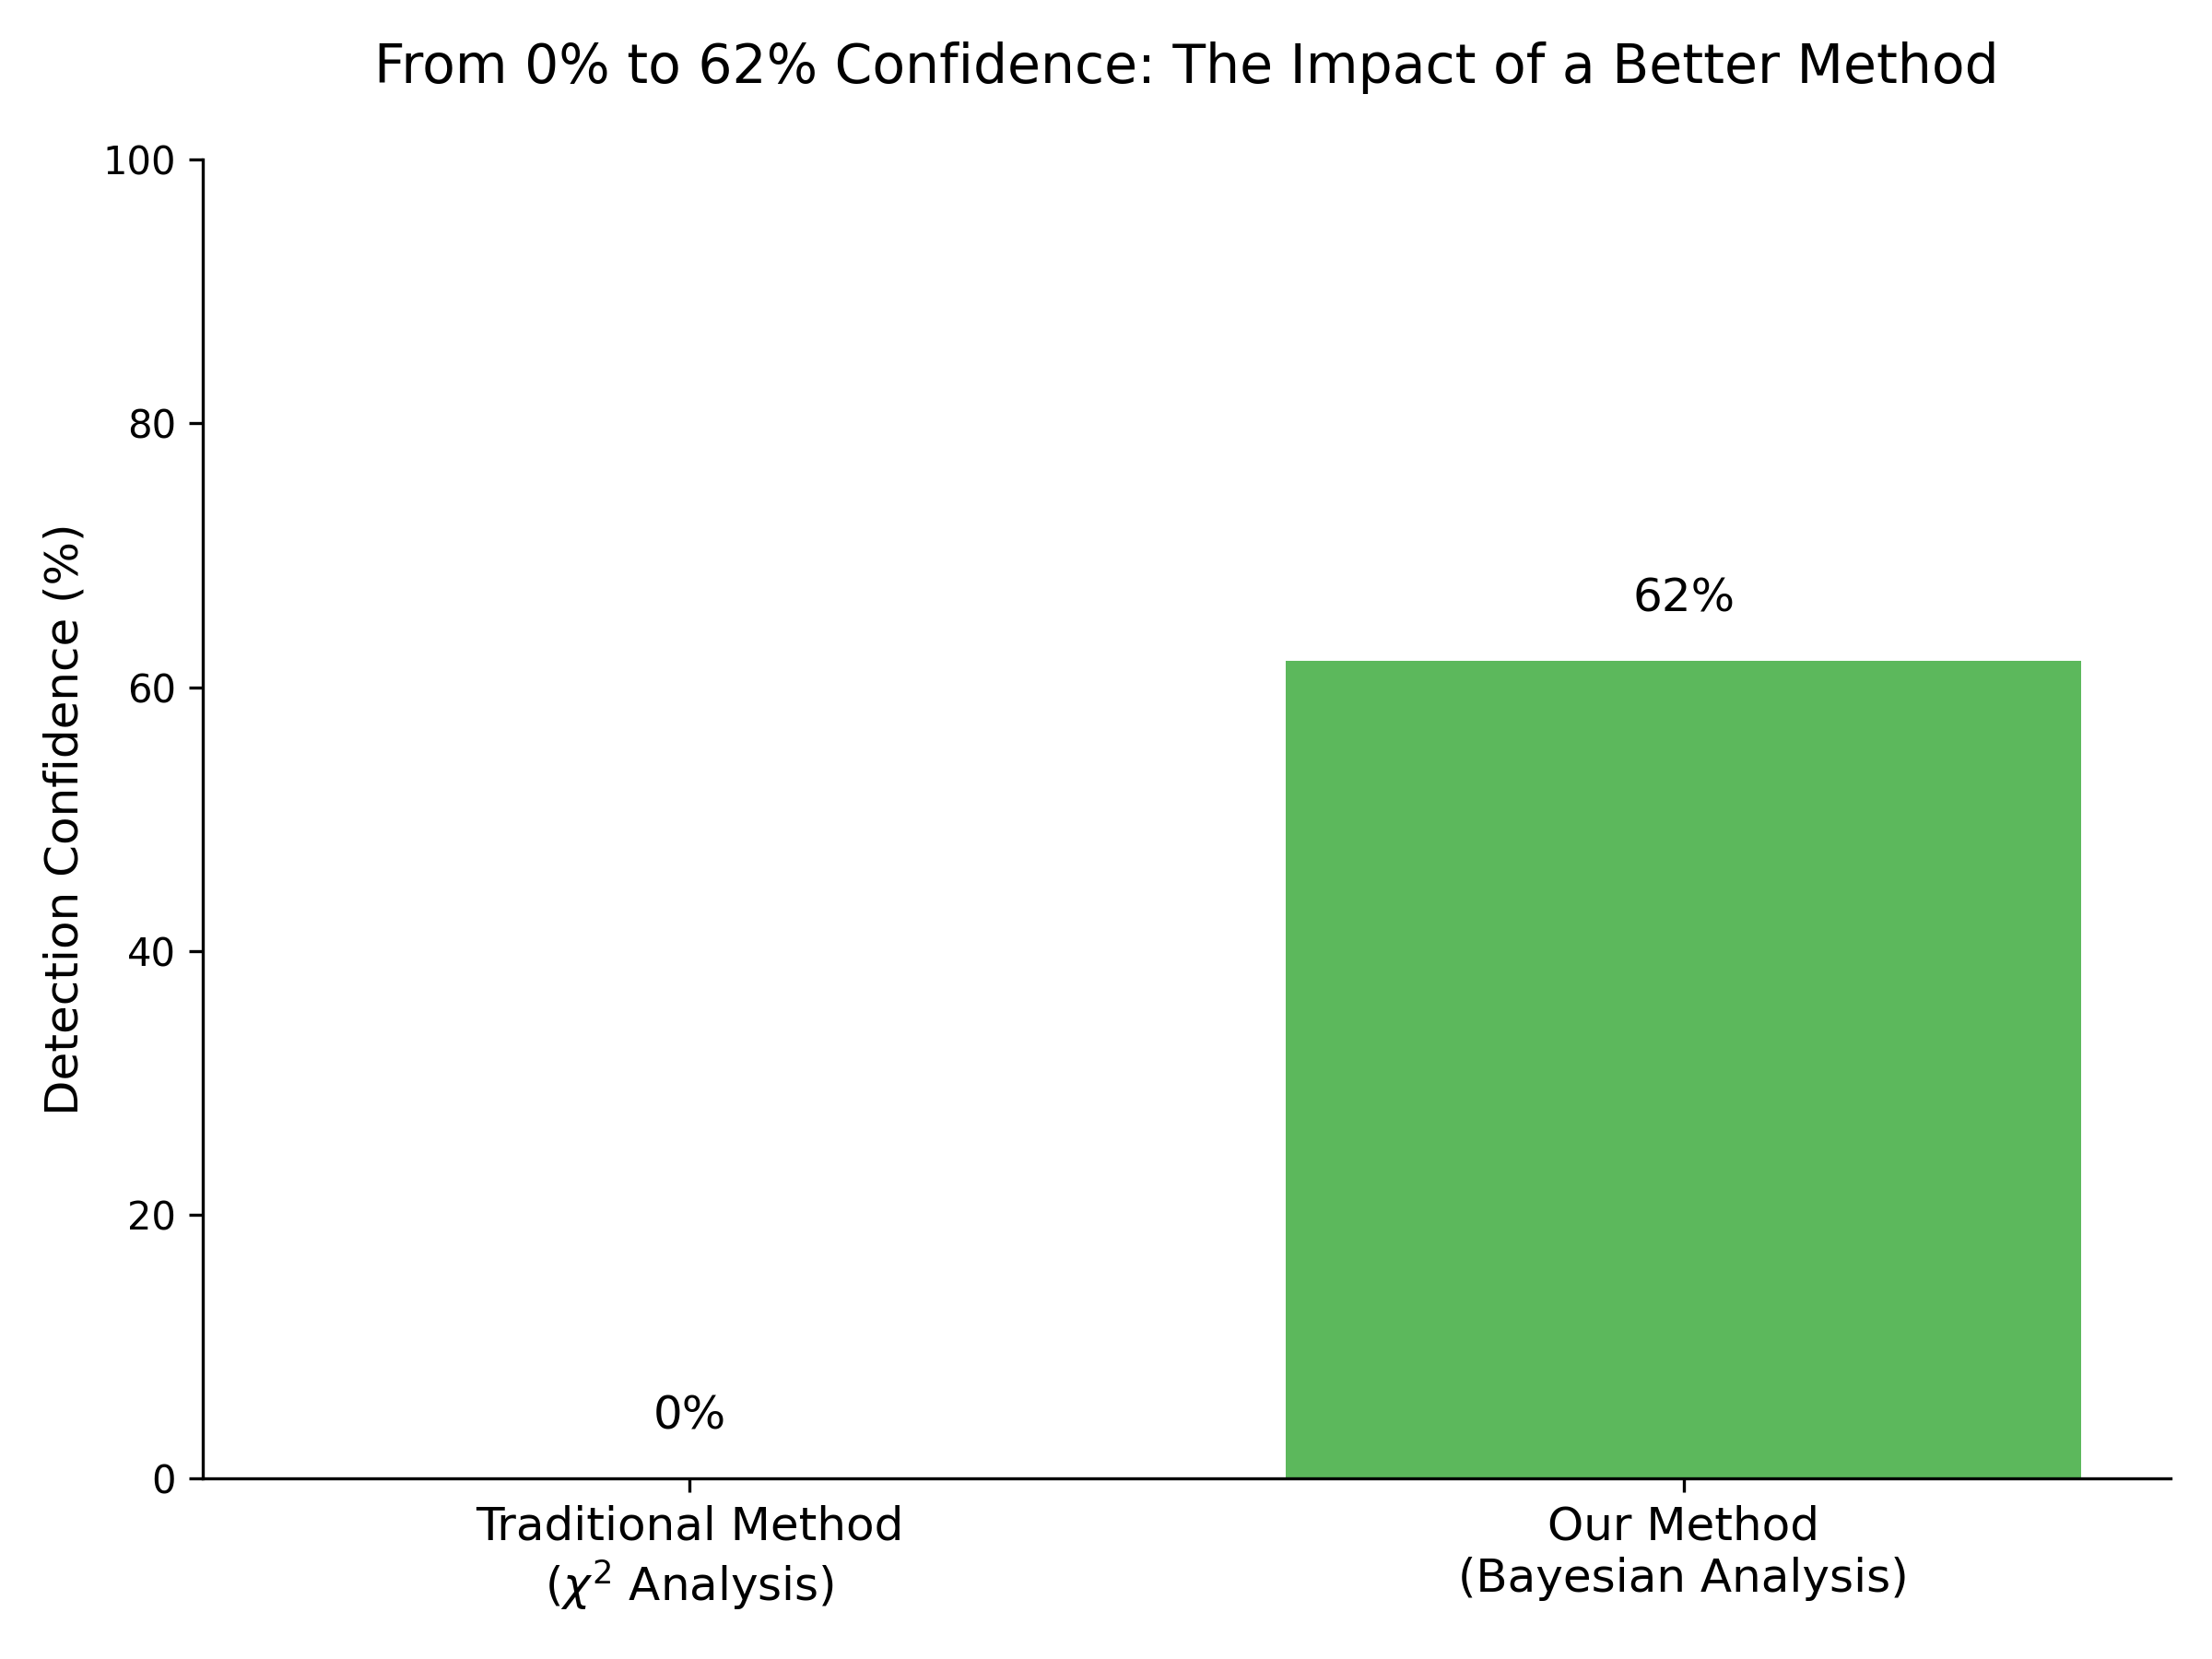 From 0% to 62% Confidence: The Impact of a Better Method
100
80
60
40
20
0
Detection Confidence (%)
62%
0%
Traditional Method
(χ² Analysis)
Our Method
(Bayesian Analysis)